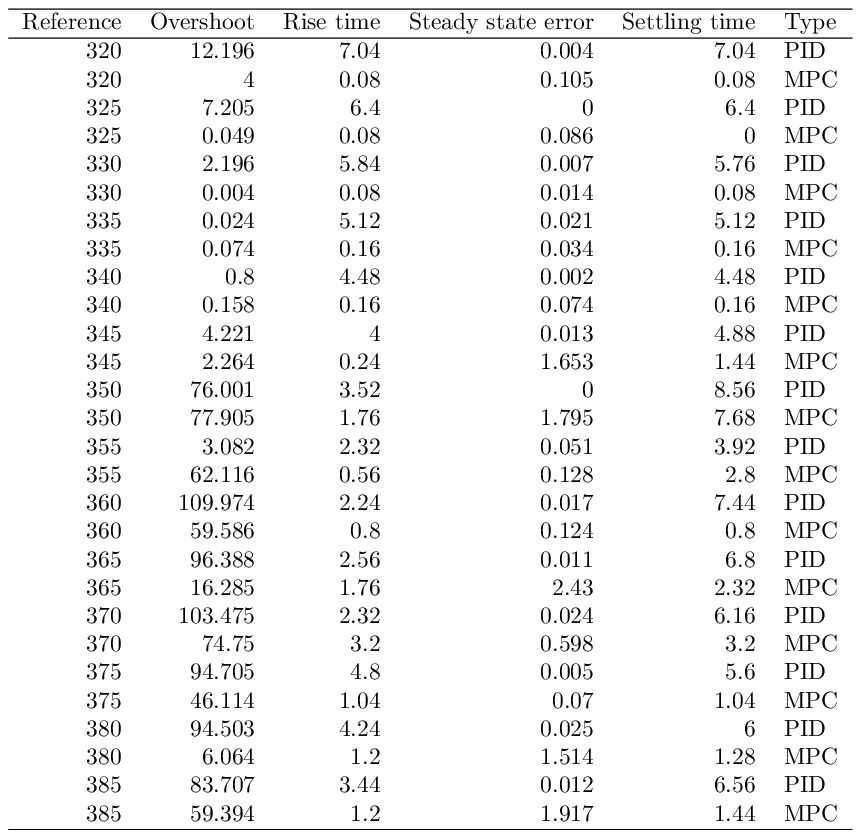 Reference Overshoot Rise time Steady state error Settling time Type
320 12.196 7.04 0.004 7.04 PID
320 4 0.08 0.105 0.08 MPC
325 7.205 6.4 0 6.4 PID
325 0.049 0.08 0.086 0 MPC
330 2.196 5.84 0.007 5.76 PID
330 0.004 0.08 0.014 0.08 MPC
335 0.024 5.12 0.021 5.12 PID
335 0.074 0.16 0.034 0.16 MPC
340 0.8 4.48 0.002 4.48 PID
340 0.158 0.16 0.074 0.16 MPC
345 4.221 4 0.013 4.88 PID
345 2.264 0.24 1.653 1.44 MPC
350 76.001 3.52 0 8.56 PID
350 77.905 1.76 1.795 7.68 MPC
355 3.082 2.32 0.051 3.92 PID
355 62.116 0.56 0.128 2.8 MPC
360 109.974 2.24 0.017 7.44 PID
360 59.586 0.8 0.124 0.8 MPC
365 96.388 2.56 0.011 6.8 PID
365 16.285 1.76 2.43 2.32 MPC
370 103.475 2.32 0.024 6.16 PID
370 74.75 3.2 0.598 3.2 MPC
375 94.705 4.8 0.005 5.6 PID
375 46.114 1.04 0.07 1.04 MPC
380 94.503 4.24 0.025 6 PID
380 6.064 1.2 1.514 1.28 MPC
385 83.707 3.44 0.012 6.56 PID
385 59.394 1.2 1.917 1.44 MPC